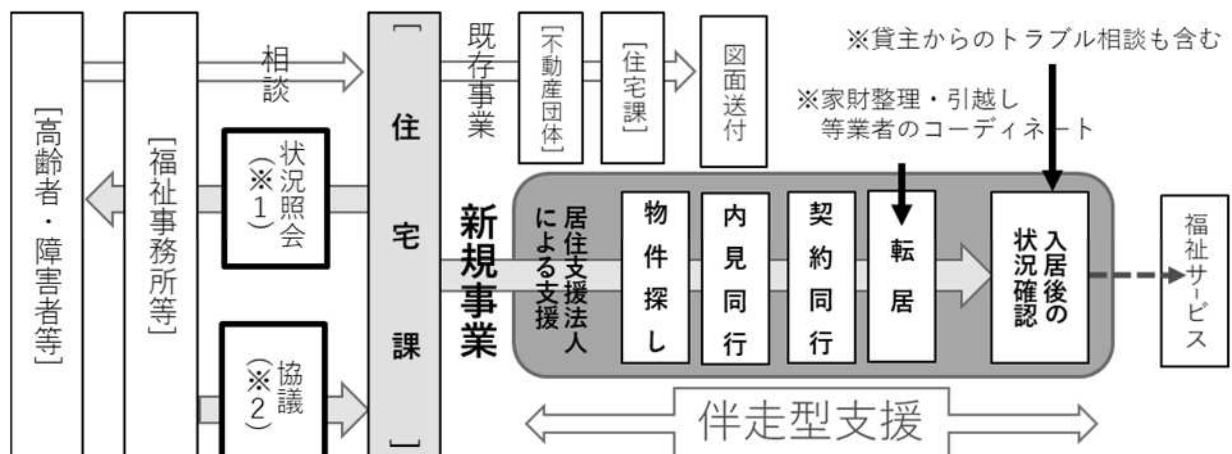 [高齢者・障害者等]
[福祉事務所等]
相談
状況照会
(※1)
協議
(※2)
[住宅課]
既存事業
[不動産団体]
[住宅課]
図面送付
新規事業
居住支援法人
による支援
物件探し
内見同行
契約同行
転居
入居後の
状況確認
福祉サービス
※貸主からのトラブル相談も含む
※家財整理・引越し
等業者のコーディネート
伴走型支援